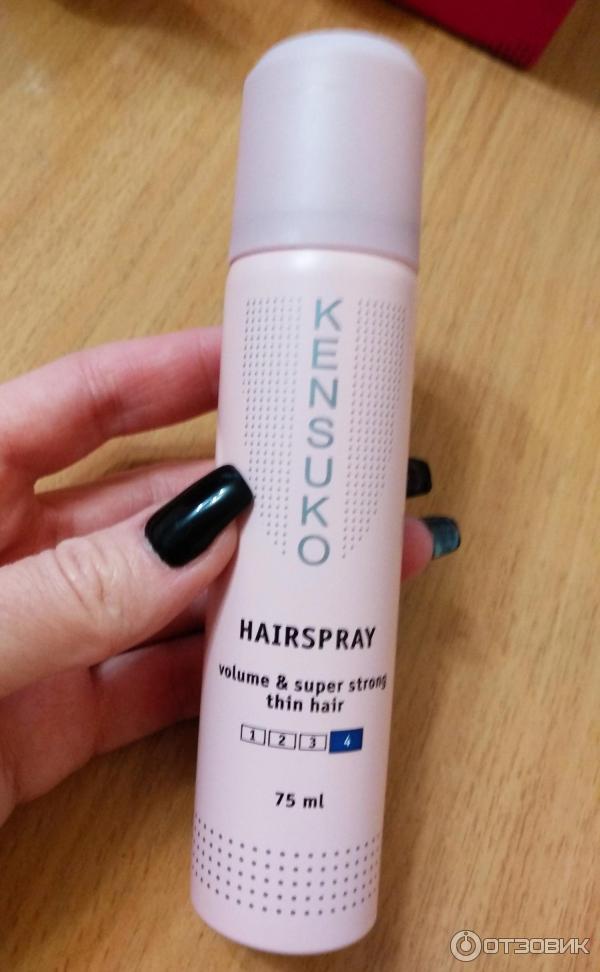 KENSUKO
HAIRSPRAY
volume & super strong
thin hair
1 2 3 4
75 ml
ОТЗОВИК